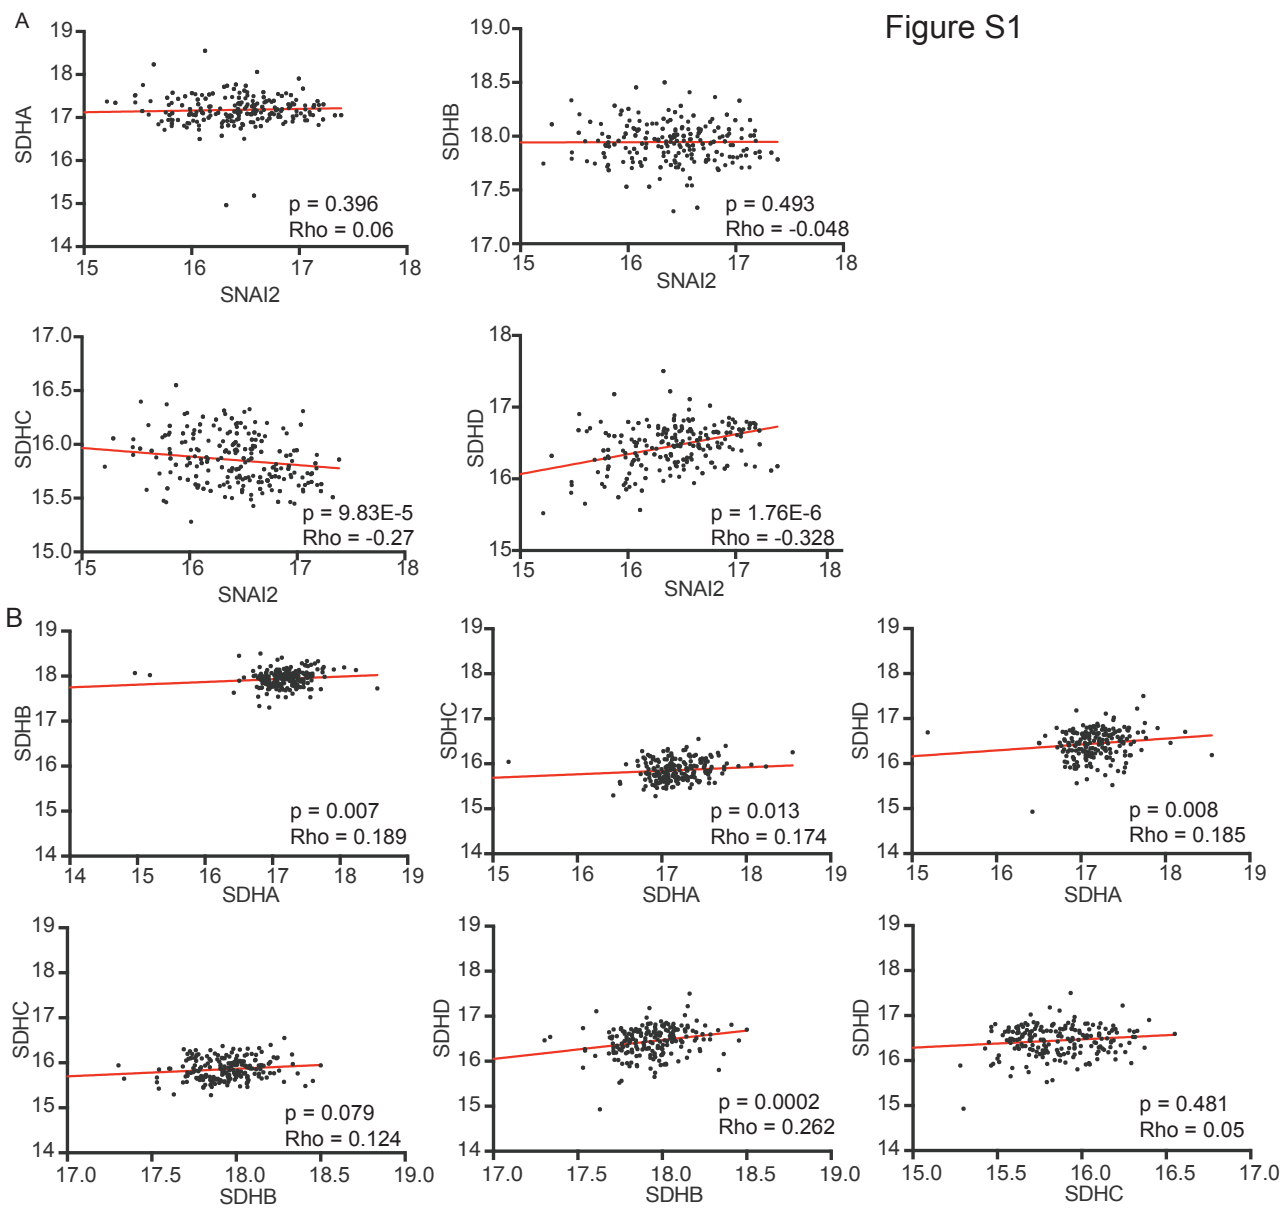 Figure S1
A
19
18
17
16
15
14
SDHA
p = 0.396
Rho = 0.06
15 16 17 18
SNAI2
19.0
18.5
18.0
17.5
17.0
SDHB
p = 0.493
Rho = -0.048
15 16 17 18
SNAI2
17.0
16.5
16.0
15.5
15.0
SDHC
p = 9.83E-5
Rho = -0.27
15 16 17 18
SNAI2
18
17
16
15
SDHD
p = 1.76E-6
Rho = -0.328
15 16 17 18
SNAI2
B
19
18
17
16
15
14
SDHB
p = 0.007
Rho = 0.189
14 15 16 17 18 19
SDHA
19
18
17
16
15
14
SDHC
p = 0.013
Rho = 0.174
15 16 17 18 19
SDHA
19
18
17
16
15
14
SDHD
p = 0.008
Rho = 0.185
15 16 17 18 19
SDHA
19
18
17
16
15
14
SDHC
p = 0.079
Rho = 0.124
17.0 17.5 18.0 18.5 19.0
SDHB
19
18
17
16
15
14
SDHD
p = 0.0002
Rho = 0.262
17.0 17.5 18.0 18.5 19.0
SDHB
19
18
17
16
15
14
SDHD
p = 0.481
Rho = 0.05
15.0 15.5 16.0 16.5 17.0
SDHC